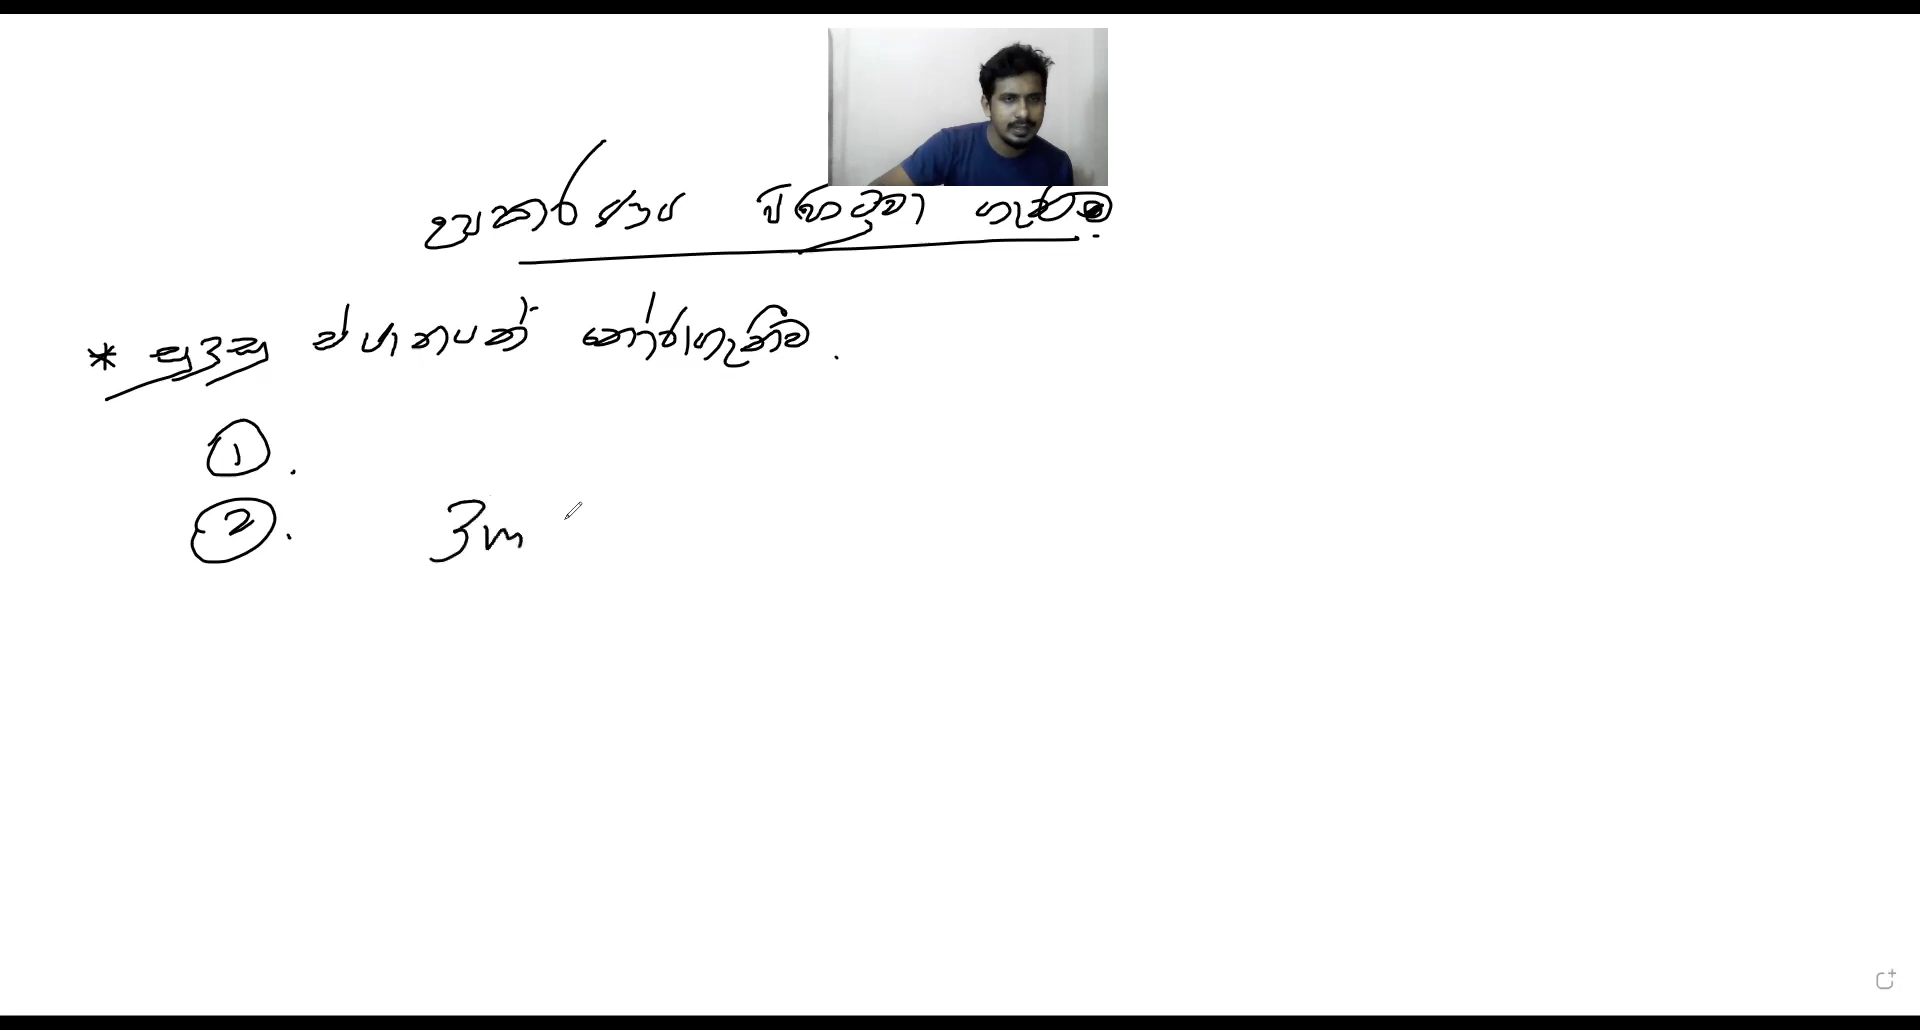 උපකරණය පිහිටුවා ගැනීම.
* සුදුසු ස්ථානයක් තෝරාගැනීම.
①.
②. 3m